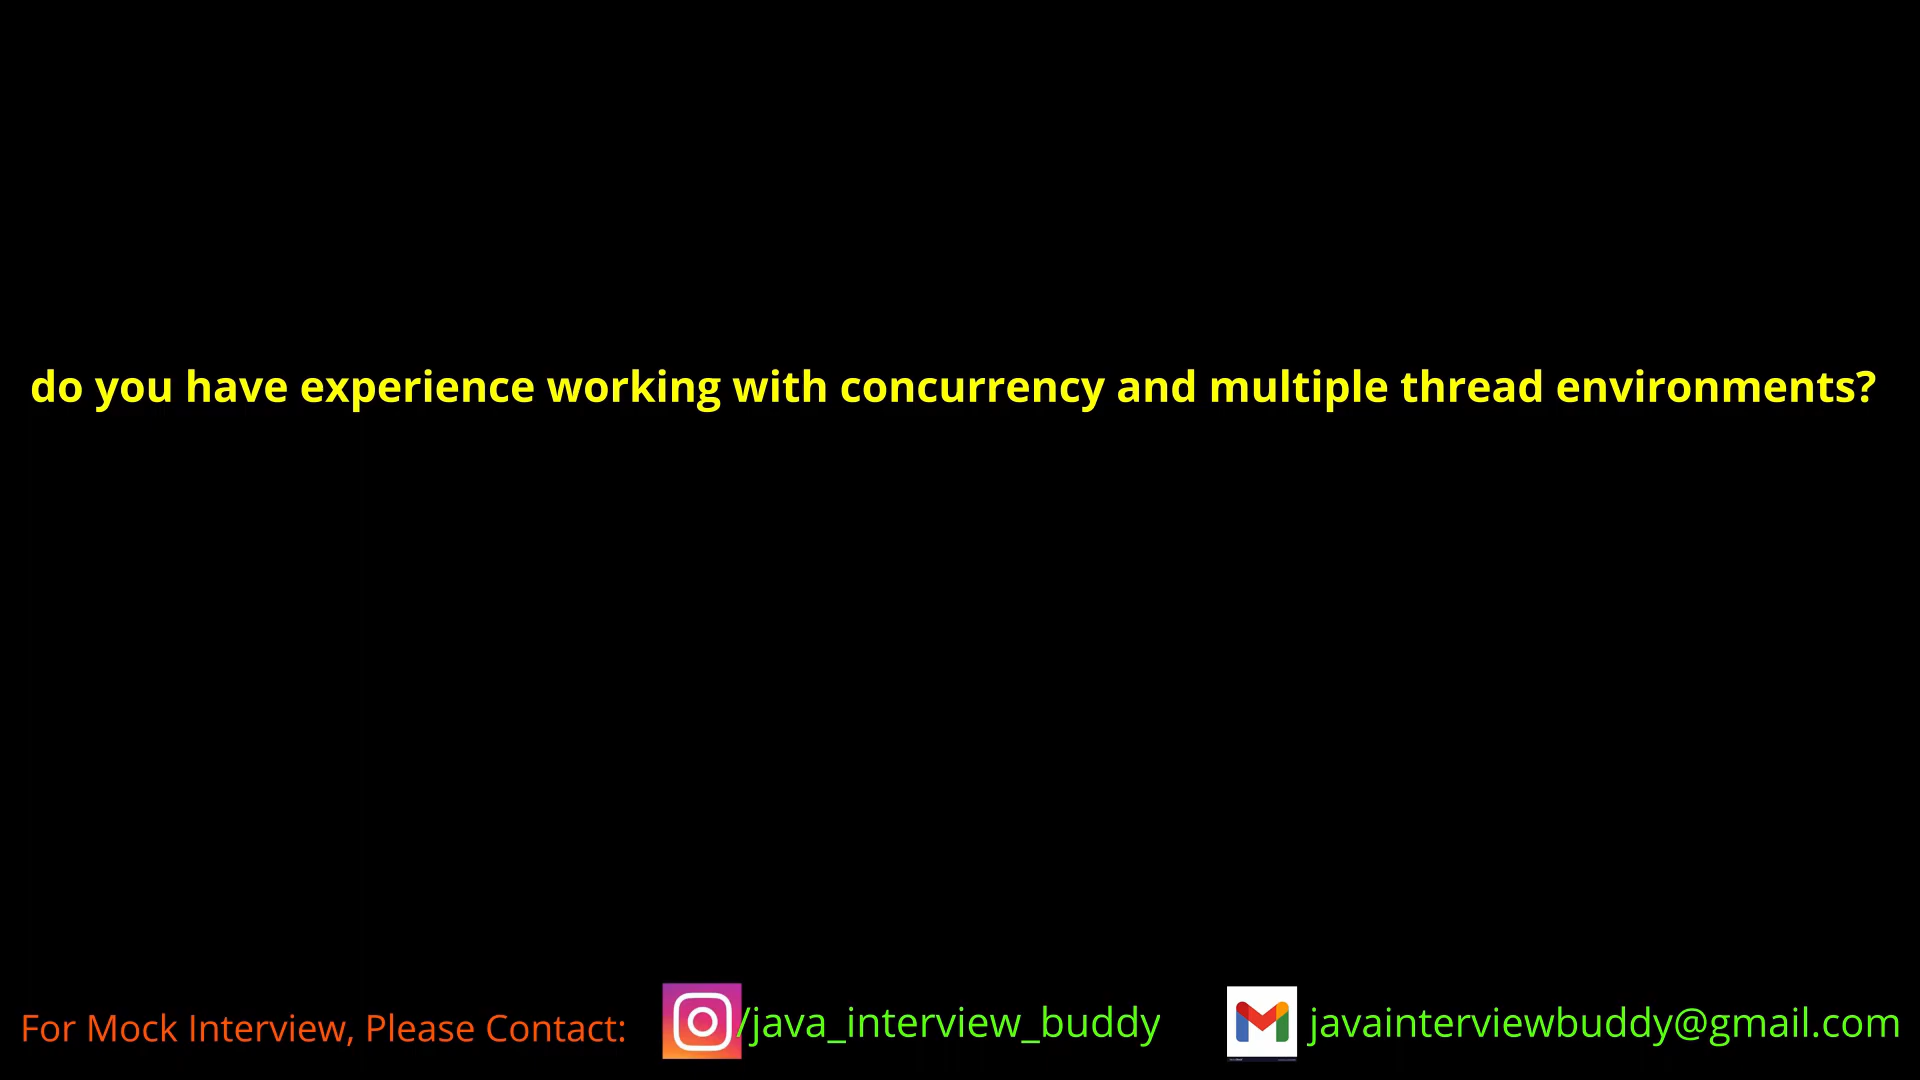 do you have experience working with concurrency and multiple thread environments?
For Mock Interview, Please Contact: /java_interview_buddy javainterviewbuddy@gmail.com